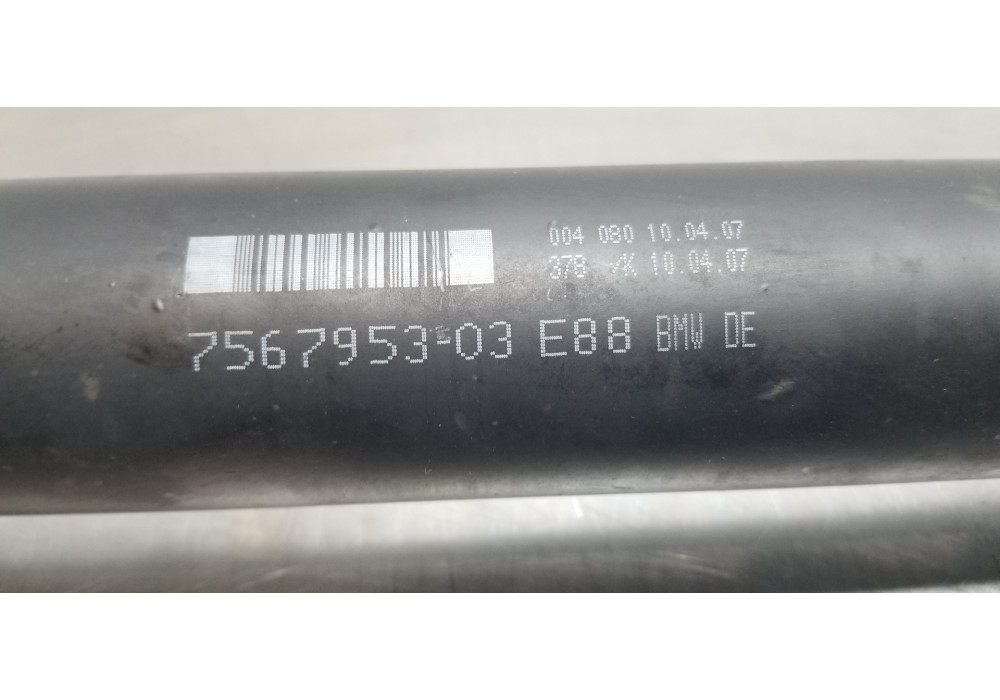 004 080 10.04.07
378 ⁄K 10.04.07
7567953-03 E88 BMW DE